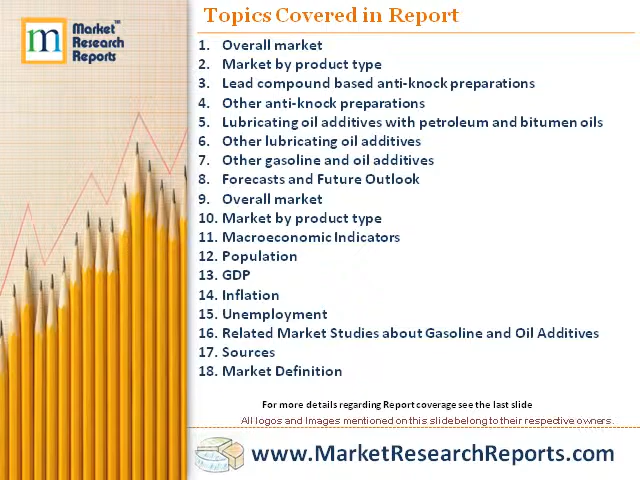 m
Market
Research
Reports
™
Topics Covered in Report
1. Overall market
2. Market by product type
3. Lead compound based anti-knock preparations
4. Other anti-knock preparations
5. Lubricating oil additives with petroleum and bitumen oils
6. Other lubricating oil additives
7. Other gasoline and oil additives
8. Forecasts and Future Outlook
9. Overall market
10. Market by product type
11. Macroeconomic Indicators
12. Population
13. GDP
14. Inflation
15. Unemployment
16. Related Market Studies about Gasoline and Oil Additives
17. Sources
18. Market Definition
For more details regarding Report coverage see the last slide
All logos and Images mentioned on this slide belong to their respective owners.
www.MarketResearchReports.com